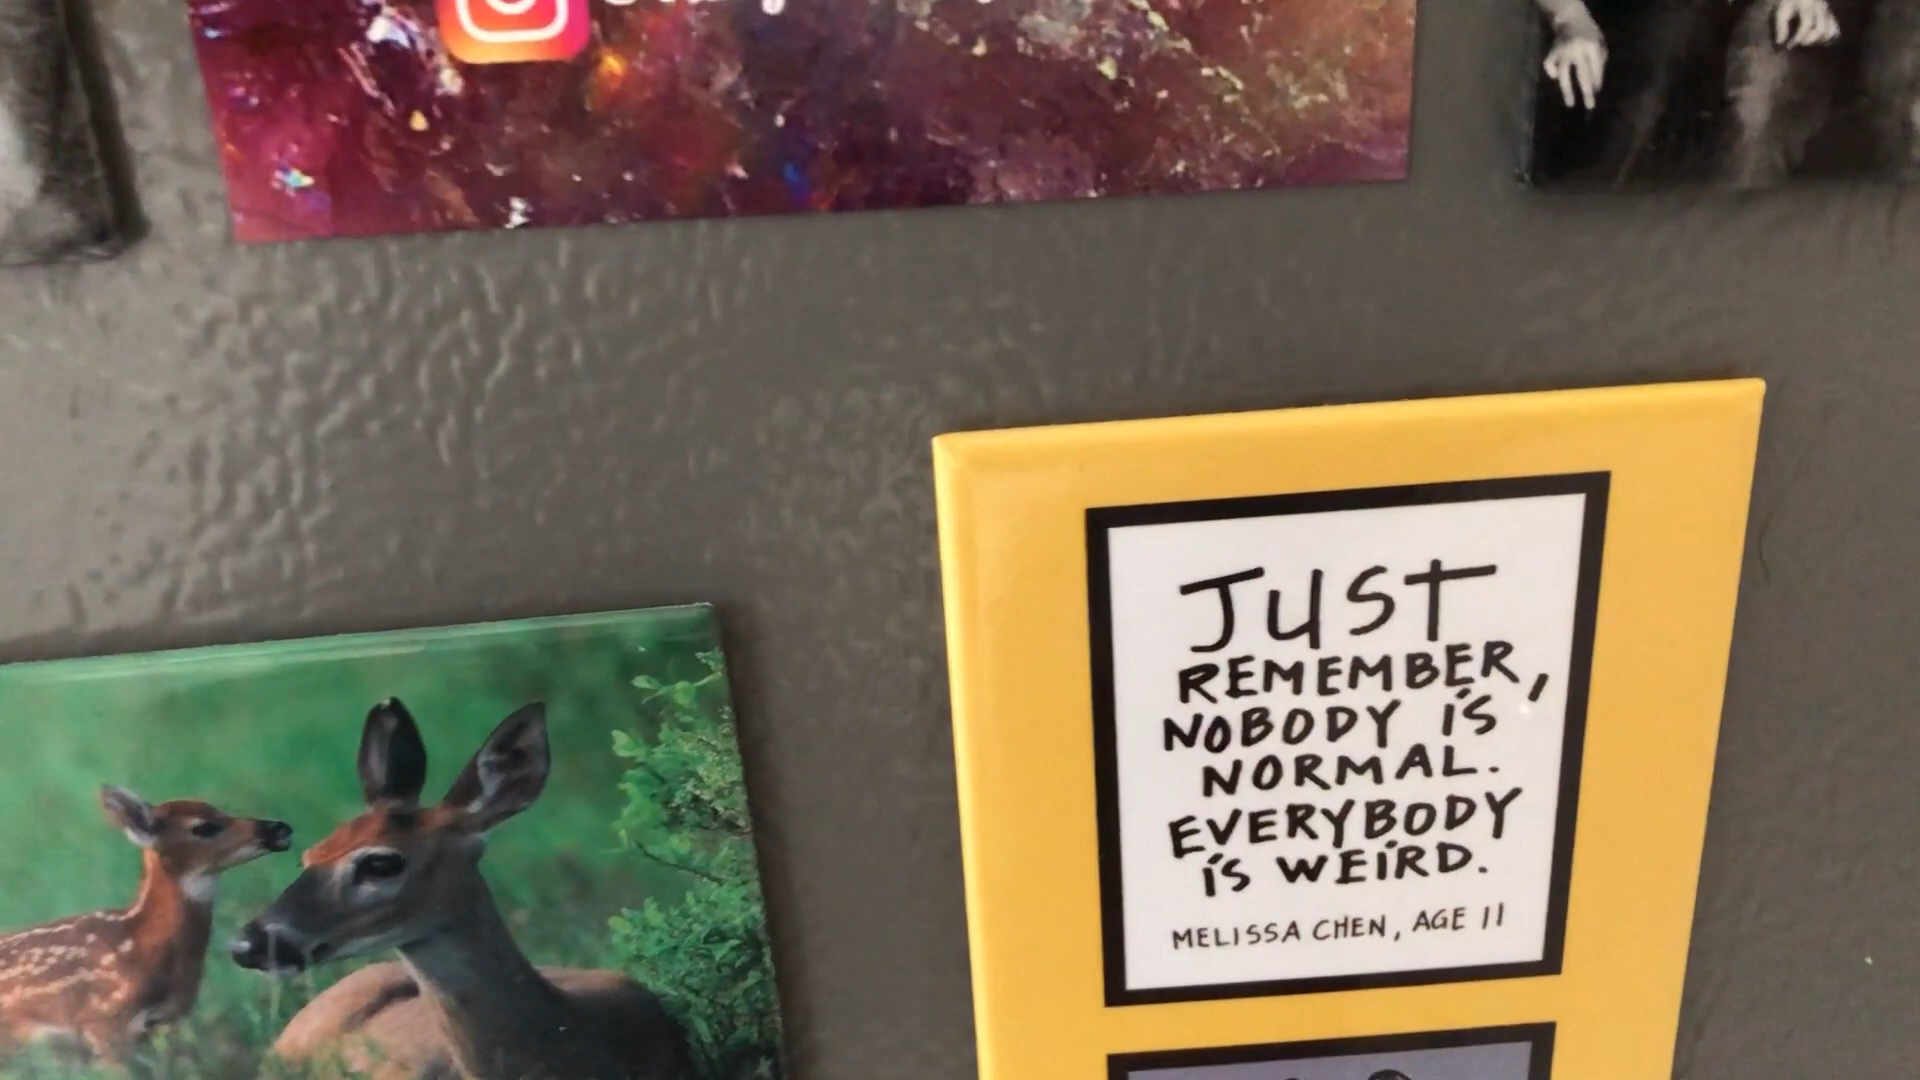 JUST
REMEMBER,
NOBODY IS
NORMAL.
EVERYBODY
IS WEIRD.
MELISSA CHEN, AGE 11